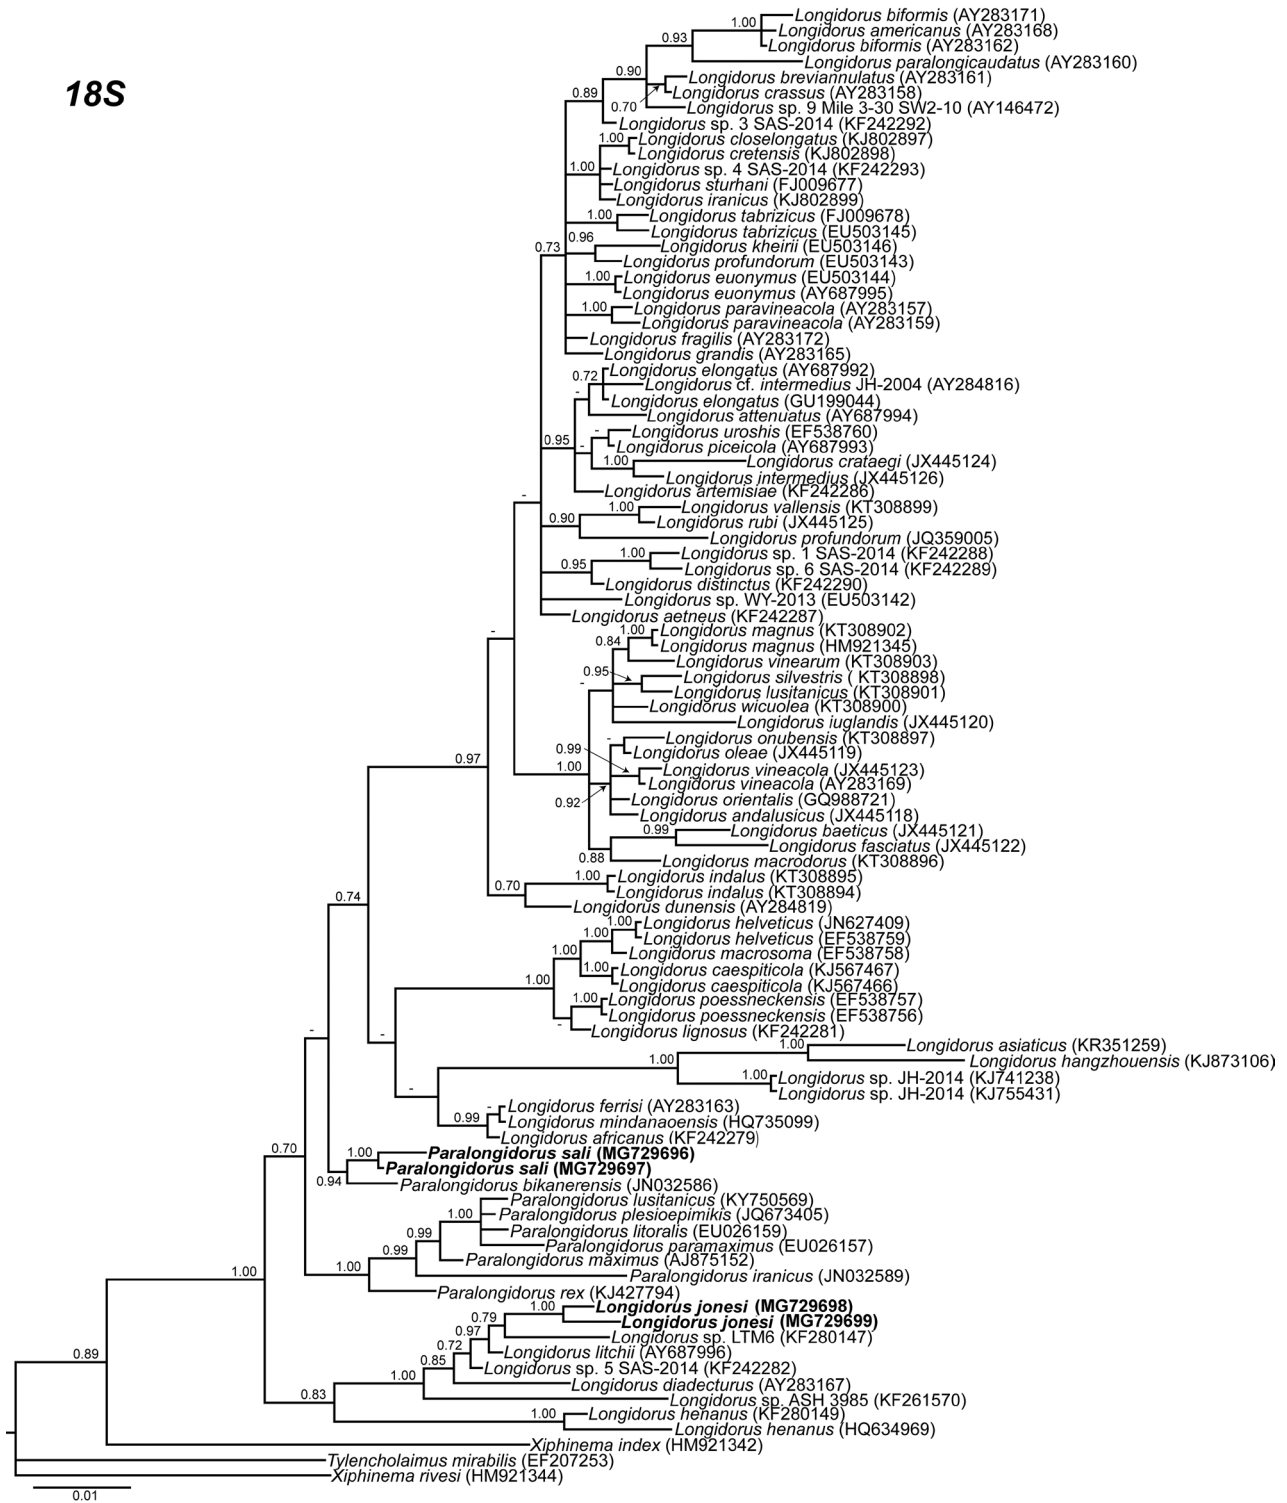 18S
1.00
Longidorus biformis (AY283171)
Longidorus americanus (AY283168)
0.93
Longidorus biformis (AY283162)
Longidorus paralongicaudatus (AY283160)
0.90
Longidorus breviannulatus (AY283161)
0.89
Longidorus crassus (AY283158)
0.70
Longidorus sp. 9 Mile 3-30 SW2-10 (AY146472)
Longidorus sp. 3 SAS-2014 (KF242292)
1.00
Longidorus closelongatus (KJ802897)
Longidorus cretensis (KJ802898)
1.00
Longidorus sp. 4 SAS-2014 (KF242293)
Longidorus sturhani (FJ009677)
Longidorus iranicus (KJ802899)
1.00
Longidorus tabrizicus (FJ009678)
Longidorus tabrizicus (EU503145)
0.73
0.96
Longidorus kheirii (EU503146)
Longidorus profundorum (EU503143)
1.00
Longidorus euonymus (EU503144)
Longidorus euonymus (AY687995)
1.00
Longidorus paravineacola (AY283157)
Longidorus paravineacola (AY283159)
Longidorus fragilis (AY283172)
Longidorus grandis (AY283165)
Longidorus elongatus (AY687992)
0.72
Longidorus cf. intermedius JH-2004 (AY284816)
-
Longidorus elongatus (GU199044)
Longidorus attenuatus (AY687994)
-
Longidorus uroshis (EF538760)
0.95
-
Longidorus piceicola (AY687993)
1.00
Longidorus crataegi (JX445124)
Longidorus intermedius (JX445126)
Longidorus artemisiae (KF242286)
-
1.00
Longidorus vallensis (KT308899)
0.90
Longidorus rubi (JX445125)
Longidorus profundorum (JQ359005)
1.00
Longidorus sp. 1 SAS-2014 (KF242288)
0.95
Longidorus sp. 6 SAS-2014 (KF242289)
Longidorus distinctus (KF242290)
Longidorus sp. WY-2013 (EU503142)
Longidorus aetneus (KF242287)
-
1.00
Longidorus magnus (KT308902)
0.84
Longidorus magnus (HM921345)
Longidorus vinearum (KT308903)
0.95
Longidorus silvestris ( KT308898)
-
Longidorus lusitanicus (KT308901)
Longidorus wicuolea (KT308900)
Longidorus iuglandis (JX445120)
-
Longidorus onubensis (KT308897)
0.99
Longidorus oleae (JX445119)
0.97
1.00
Longidorus vineacola (JX445123)
Longidorus vineacola (AY283169)
0.92
Longidorus orientalis (GQ988721)
Longidorus andalusicus (JX445118)
0.99
Longidorus baeticus (JX445121)
Longidorus fasciatus (JX445122)
0.88
Longidorus macrodorus (KT308896)
1.00
Longidorus indalus (KT308895)
0.70
Longidorus indalus (KT308894)
0.74
Longidorus dunensis (AY284819)
1.00
Longidorus helveticus (JN627409)
1.00
Longidorus helveticus (EF538759)
1.00
Longidorus macrosoma (EF538758)
1.00
Longidorus caespiticola (KJ567467)
1.00
Longidorus caespiticola (KJ567466)
1.00
Longidorus poessneckensis (EF538757)
Longidorus poessneckensis (EF538756)
-
Longidorus lignosus (KF242281)
-
-
1.00
Longidorus asiaticus (KR351259)
1.00
Longidorus hangzhouensis (KJ873106)
1.00
Longidorus sp. JH-2014 (KJ741238)
-
Longidorus sp. JH-2014 (KJ755431)
-
Longidorus ferrisi (AY283163)
0.99
Longidorus mindanaoensis (HQ735099)
Longidorus africanus (KF242279)
0.70
1.00
Paralongidorus sali (MG729696)
Paralongidorus sali (MG729697)
0.94
Paralongidorus bikanerensis (JN032586)
Paralongidorus lusitanicus (KY750569)
1.00
Paralongidorus plesioepimikis (JQ673405)
0.99
Paralongidorus litoralis (EU026159)
Paralongidorus paramaximus (EU026157)
0.99
Paralongidorus maximus (AJ875152)
1.00
1.00
Paralongidorus iranicus (JN032589)
Paralongidorus rex (KJ427794)
1.00
Longidorus jonesi (MG729698)
0.79
Longidorus jonesi (MG729699)
0.97
Longidorus sp. LTM6 (KF280147)
0.72
Longidorus litchii (AY687996)
0.89
0.85
Longidorus sp. 5 SAS-2014 (KF242282)
1.00
Longidorus diadecturus (AY283167)
0.83
Longidorus sp. ASH 3985 (KF261570)
1.00
Longidorus henanus (KF280149)
Longidorus henanus (HQ634969)
Xiphinema index (HM921342)
Tylencholaimus mirabilis (EF207253)
Xiphinema rivesi (HM921344)
0.01